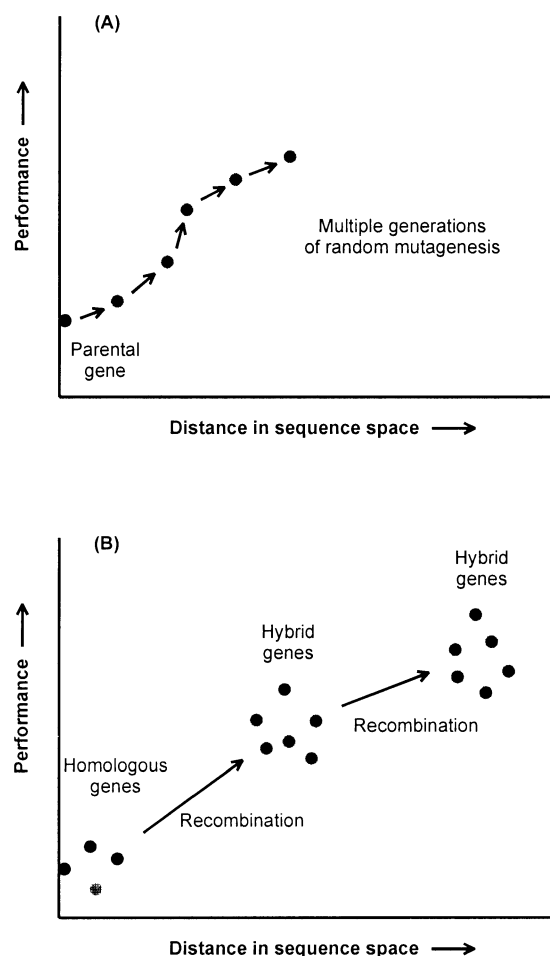 (A)
Performance
Multiple generations
of random mutagenesis
Parental
gene
Distance in sequence space
(B)
Hybrid
genes
Hybrid
genes
Performance
Recombination
Homologous
genes
Recombination
Distance in sequence space